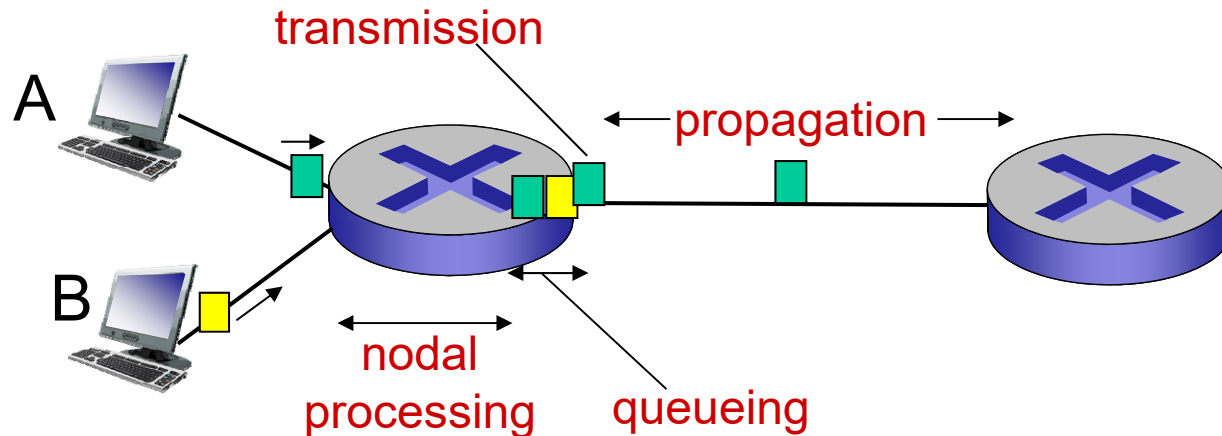 transmission
A
propagation
B
nodal
processing
queueing